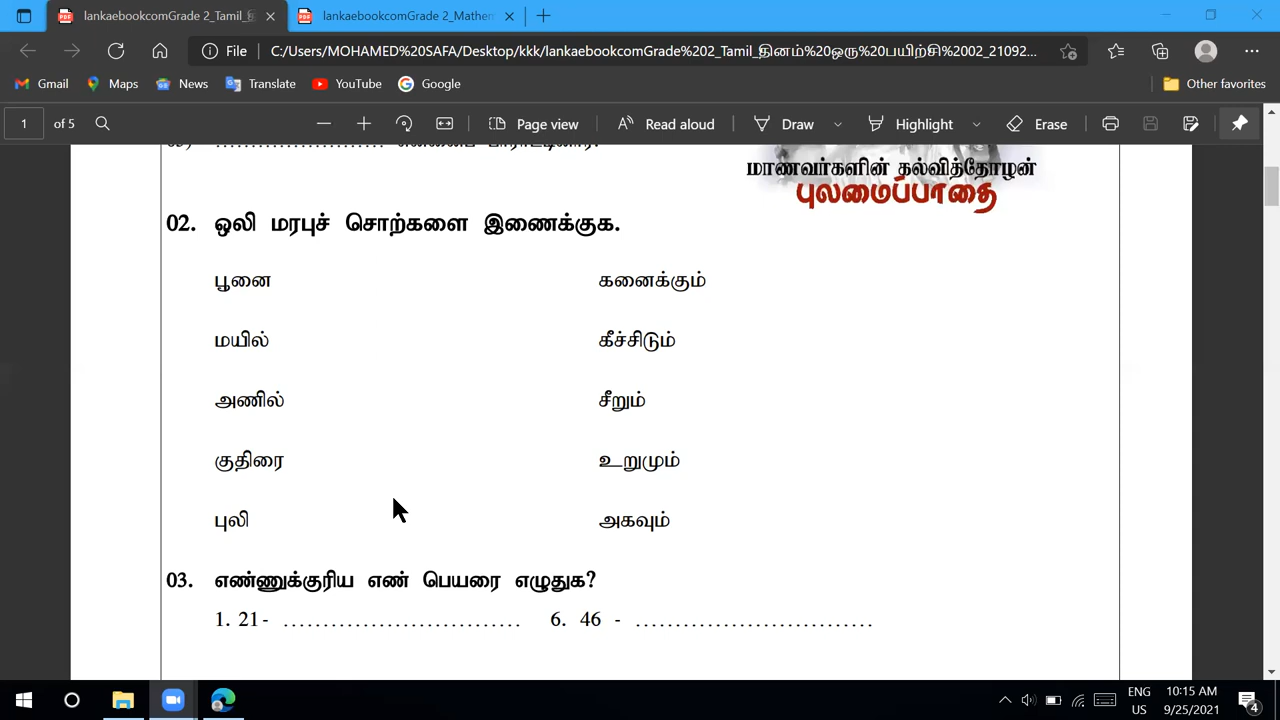 lankaebookcomGrade 2_Tamil_
lankaebookcomGrade 2_Mathem
File
C:/Users/MOHAMED%20SAFA/Desktop/kkk/lankaebookcomGrade%202_Tamil_தினம்%20ஒரு%20பயிற்சி%2002_21092...
Gmail
Maps
News
Translate
YouTube
Google
Other favorites
1 of 5
Page view
Read aloud
Draw
Highlight
Erase
மாணவர்களின் கல்வித்தோழன்
புலமைப்பாதை
02. ஒலி மரபுச் சொற்களை இணைக்குக.
பூனை கனைக்கும்
மயில் கீச்சிடும்
அணில் சீறும்
குதிரை உறுமும்
புலி அகவும்
03. எண்ணுக்குரிய எண் பெயரை எழுதுக?
1. 21- .............................. 6. 46 - ..............................
ENG
US
10:15 AM
9/25/2021
4